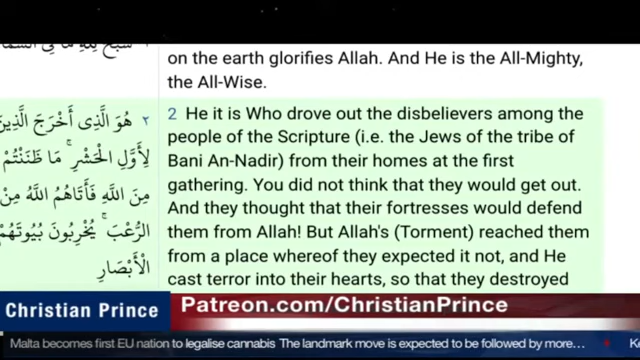 on the earth glorifies Allah. And He is the All-Mighty,
the All-Wise.
2 He it is Who drove out the disbelievers among the
people of the Scripture (i.e. the Jews of the tribe of
Bani An-Nadir) from their homes at the first
gathering. You did not think that they would get out.
And they thought that their fortresses would defend
them from Allah! But Allah's (Torment) reached them
from a place whereof they expected it not, and He
cast terror into their hearts, so that they destroyed
٢ هُوَ الَّذِي أَخْرَجَ الَّذِينَ
لِأَوَّلِ الْحَشْرِ ۚ مَا ظَنَنْتُمْ
مِنَ اللَّهِ فَأَتَاهُمُ اللَّهُ مِنْ
الرُّعْبَ ۚ يُخْرِبُونَ بُيُوتَهُمْ
الْأَبْصَارِ
Christian Prince
Patreon.com/ChristianPrince
Malta becomes first EU nation to legalise cannabis The landmark move is expected to be followed by more...